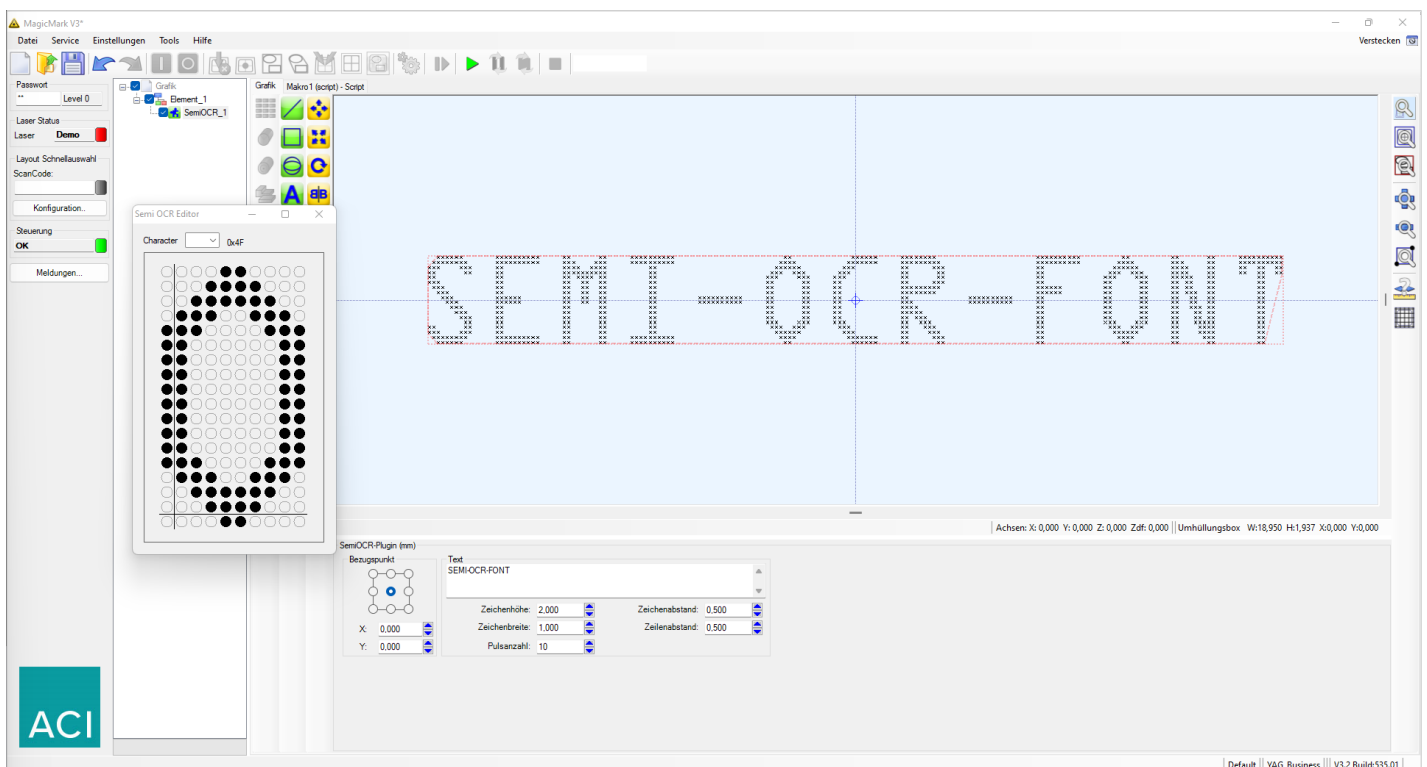 MagicMark V3*
Datei Service Einstellungen Tools Hilfe
Verstecken
Passwort
** Level 0
Laser Status
Laser Demo
Layout Schnellauswahl
ScanCode:
Konfiguration..
Steuerung
OK
Meldungen...
Grafik
Element_1
SemiOCR_1
Grafik Makro1 (script) - Script
A
B B
Semi OCR Editor
Character 0x4F
SEMI-OCR-FONT
Achsen: X: 0,000 Y: 0,000 Z: 0,000 Zdf: 0,000 Umhüllungsbox W:18,950 H:1,937 X:0,000 Y:0,000
SemiOCR-Plugin (mm)
Bezugspunkt
X: 0,000
Y: 0,000
Text
SEMI-OCR-FONT
Zeichenhöhe: 2,000 Zeichenabstand: 0,500
Zeichenbreite: 1,000 Zeilenabstand: 0,500
Pulsanzahl: 10
ACI
Default YAG_Business V3.2 Build:535.01